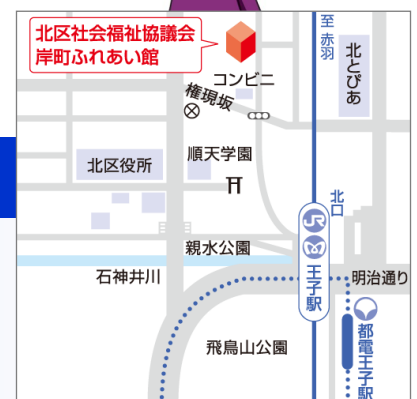 北区社会福祉協議会
岸町ふれあい館
至 赤羽
北とぴあ
コンビニ
権現坂
北区役所
順天学園
北口
JR
王子駅
親水公園
石神井川
明治通り
飛鳥山公園
都電王子駅